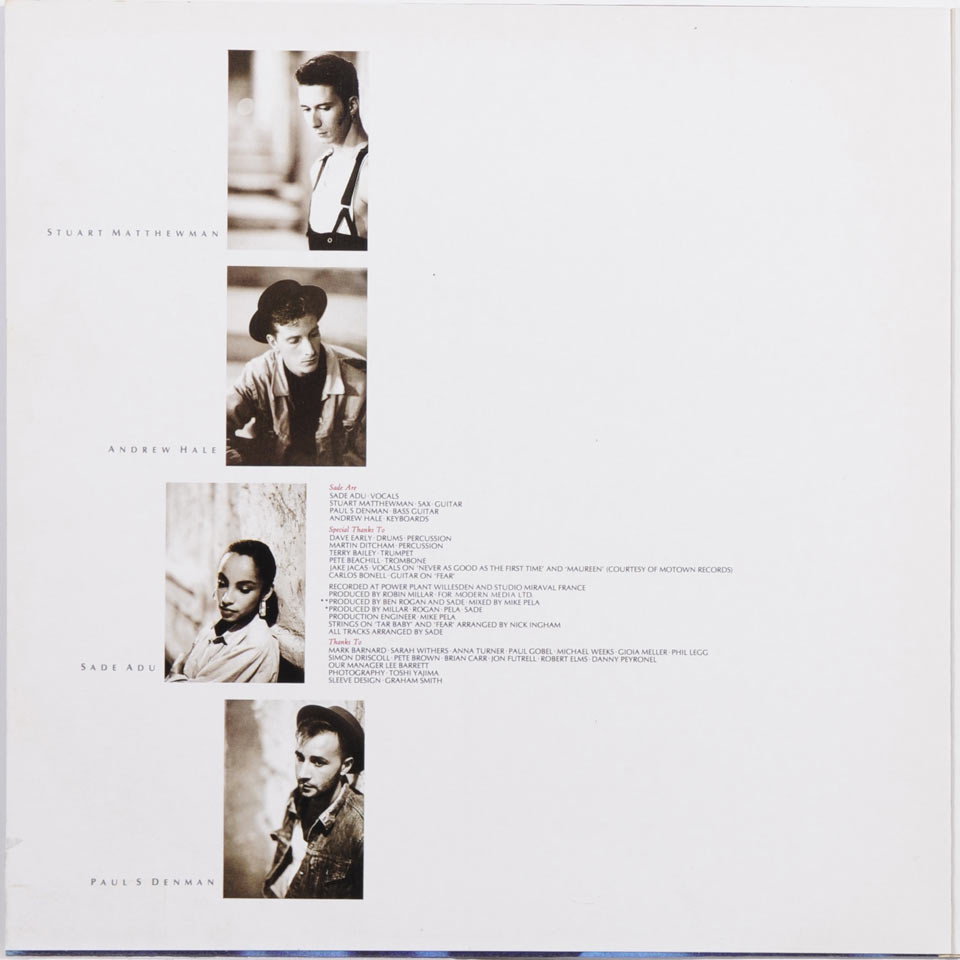 STUART MATTHEWMAN
ANDREW HALE
Sade Are
SADE ADU · VOCALS
STUART MATTHEWMAN · SAX · GUITAR
PAUL S DENMAN · BASS GUITAR
ANDREW HALE · KEYBOARDS
Special Thanks To
DAVE EARLY · DRUMS · PERCUSSION
MARTIN DITCHAM · PERCUSSION
TERRY BAILEY · TRUMPET
PETE BEACHILL · TROMBONE
JAKE JACAS · VOCALS ON 'NEVER AS GOOD AS THE FIRST TIME' AND 'MAUREEN' (COURTESY OF MOTOWN RECORDS)
CARLOS BONELL · GUITAR ON 'FEAR'
RECORDED AT POWER PLANT WILLESDEN AND STUDIO MIRAVAL FRANCE
PRODUCED BY ROBIN MILLAR · FOR MODERN MEDIA LTD.
**PRODUCED BY BEN ROGAN AND SADE · MIXED BY MIKE PELA
*PRODUCED BY MILLAR · ROGAN · PELA · SADE
PRODUCTION ENGINEER · MIKE PELA
STRINGS ON 'TAR BABY' AND 'FEAR' ARRANGED BY NICK INGHAM
ALL TRACKS ARRANGED BY SADE
Thanks To
MARK BARNARD · SARAH WITHERS · ANNA TURNER · PAUL GOBEL · MICHAEL WEEKS · GIOIA MELLER · PHIL LEGG
SIMON DRISCOLL · PETE BROWN · BRIAN CARR · JON FUTRELL · ROBERT ELMS · DANNY PEYRONEL
OUR MANAGER LEE BARRETT
PHOTOGRAPHY · TOSHI YAJIMA
SLEEVE DESIGN · GRAHAM SMITH
SADE ADU
PAUL S DENMAN